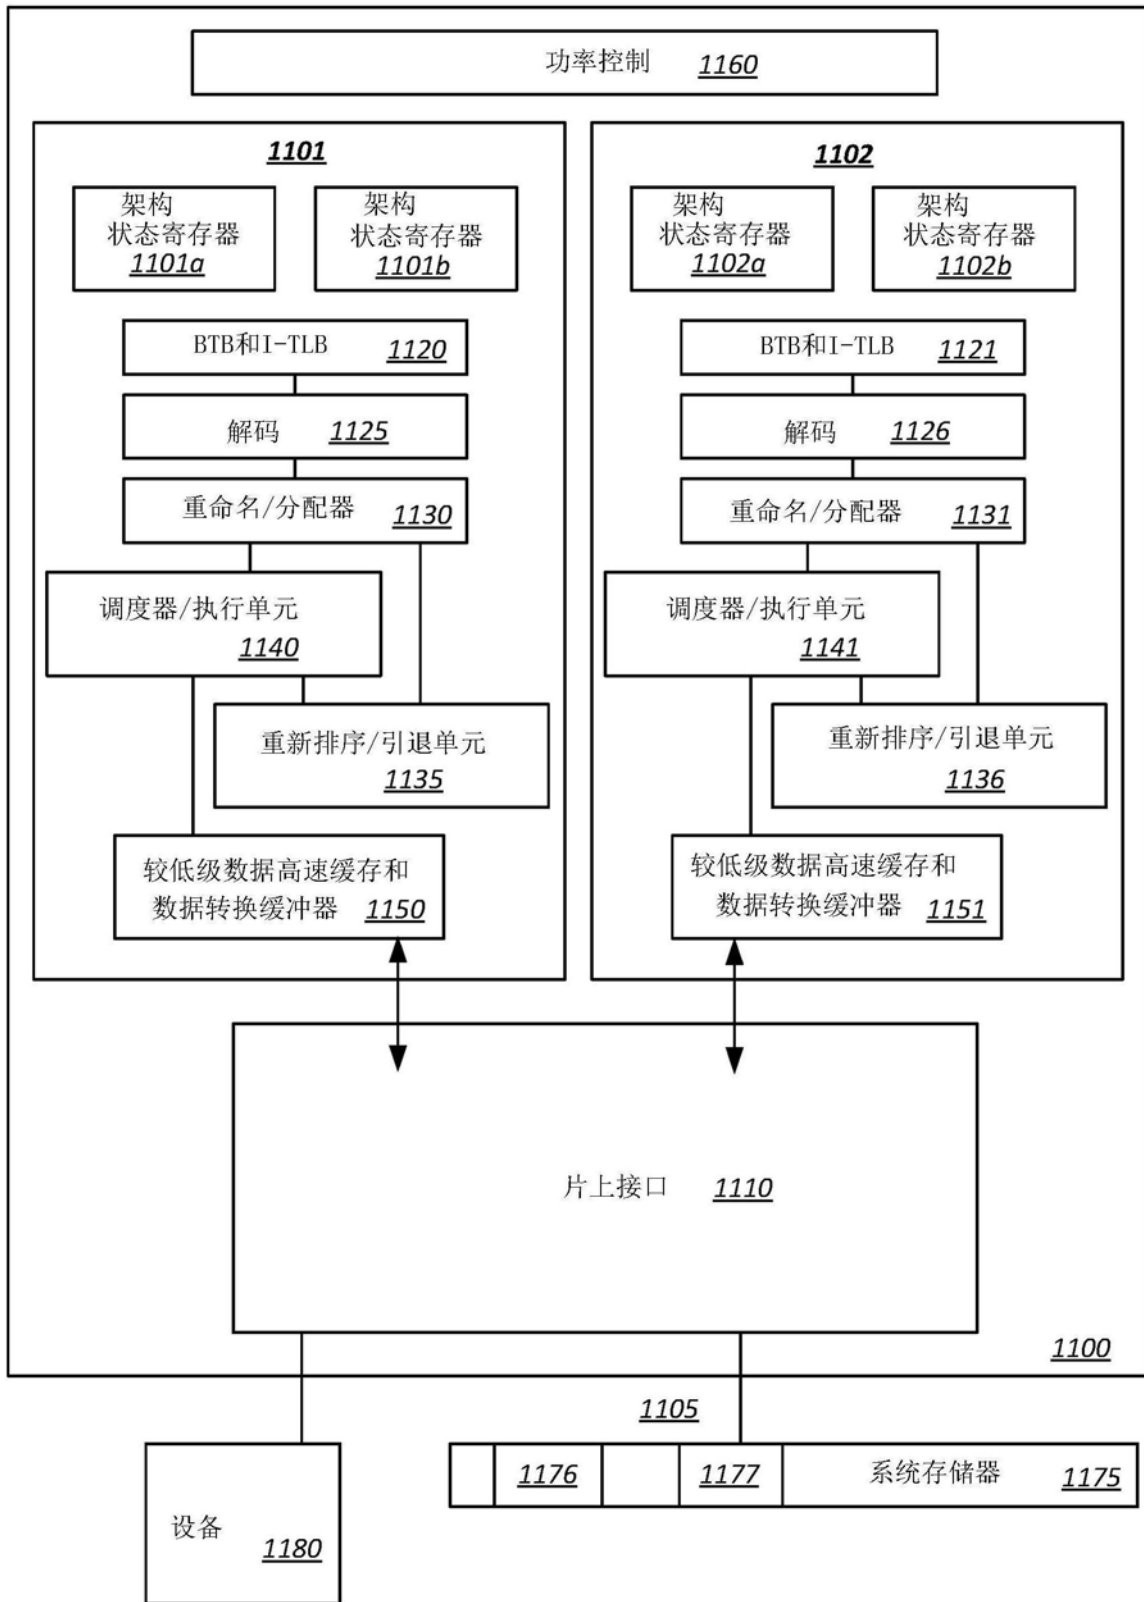 功率控制 1160
1101
架构
状态寄存器
1101a
架构
状态寄存器
1101b
BTB和I-TLB 1120
解码 1125
重命名/分配器 1130
调度器/执行单元
1140
重新排序/引退单元
1135
较低级数据高速缓存和
数据转换缓冲器 1150
1102
架构
状态寄存器
1102a
架构
状态寄存器
1102b
BTB和I-TLB 1121
解码 1126
重命名/分配器 1131
调度器/执行单元
1141
重新排序/引退单元
1136
较低级数据高速缓存和
数据转换缓冲器 1151
片上接口 1110
1100
1105
1176 1177 系统存储器 1175
设备 1180